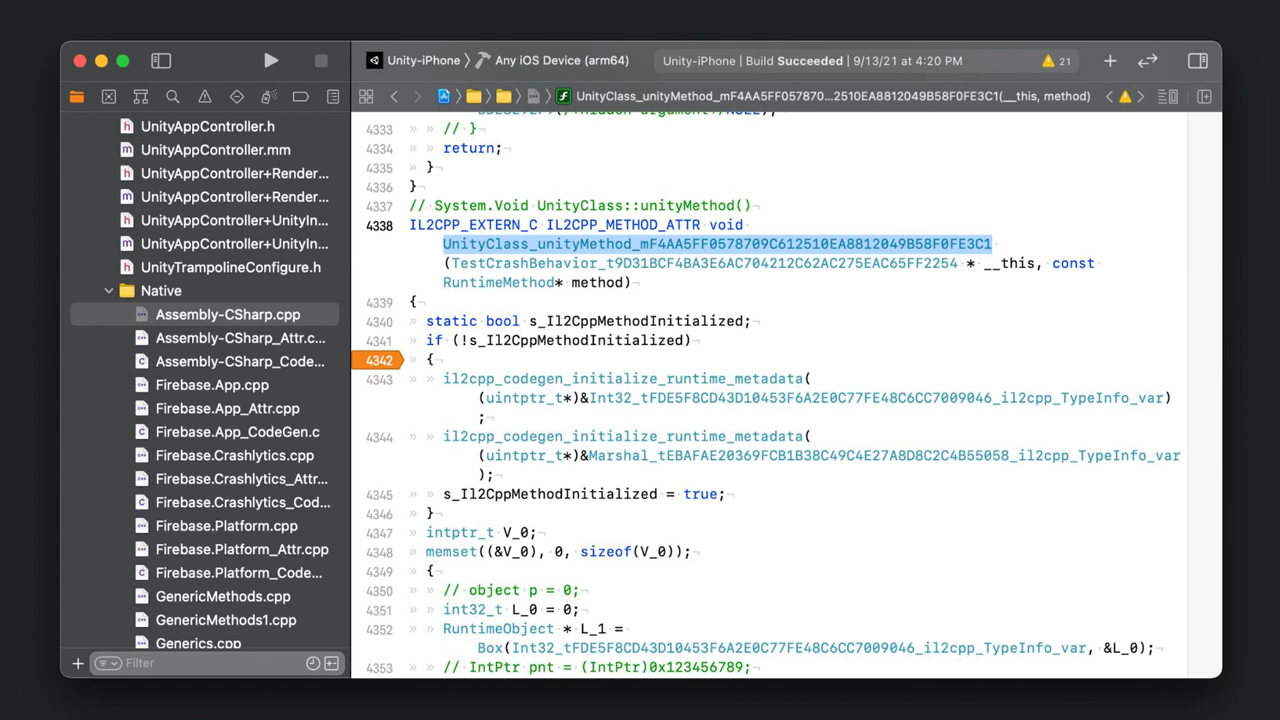 Unity-iPhone 〉 Any iOS Device (arm64)
Unity-iPhone | Build Succeeded | 9/13/21 at 4:20 PM
21
UnityClass_unityMethod_mF4AA5FF057870...2510EA8812049B58F0FE3C1(__this, method)
UnityAppController.h
UnityAppController.mm
UnityAppController+Render...
UnityAppController+Render...
UnityAppController+UnityIn...
UnityAppController+UnityIn...
UnityTrampolineConfigure.h
Native
Assembly-CSharp.cpp
Assembly-CSharp_Attr.c...
Assembly-CSharp_Code...
Firebase.App.cpp
Firebase.App_Attr.cpp
Firebase.App_CodeGen.c
Firebase.Crashlytics.cpp
Firebase.Crashlytics_Attr...
Firebase.Crashlytics_Cod...
Firebase.Platform.cpp
Firebase.Platform_Attr.cpp
Firebase.Platform_Code...
GenericMethods.cpp
GenericMethods1.cpp
Generics.cpp
Filter
4333 // }
4334 return;
4335 }
4336 }
4337 // System.Void UnityClass::unityMethod()
4338 IL2CPP_EXTERN_C IL2CPP_METHOD_ATTR void
UnityClass_unityMethod_mF4AA5FF0578709C612510EA8812049B58F0FE3C1
(TestCrashBehavior_t9D31BCF4BA3E6AC704212C62AC275EAC65FF2254 * __this, const
RuntimeMethod* method)
4339 {
4340 static bool s_Il2CppMethodInitialized;
4341 if (!s_Il2CppMethodInitialized)
4342 {
4343 il2cpp_codegen_initialize_runtime_metadata(
(uintptr_t*)&Int32_tFDE5F8CD43D10453F6A2E0C77FE48C6CC7009046_il2cpp_TypeInfo_var)
;
4344 il2cpp_codegen_initialize_runtime_metadata(
(uintptr_t*)&Marshal_tEBAFAE20369FCB1B38C49C4E27A8D8C2C4B55058_il2cpp_TypeInfo_var
);
4345 s_Il2CppMethodInitialized = true;
4346 }
4347 intptr_t V_0;
4348 memset((&V_0), 0, sizeof(V_0));
4349 {
4350 // object p = 0;
4351 int32_t L_0 = 0;
4352 RuntimeObject * L_1 =
Box(Int32_tFDE5F8CD43D10453F6A2E0C77FE48C6CC7009046_il2cpp_TypeInfo_var, &L_0);
4353 // IntPtr pnt = (IntPtr)0x123456789;